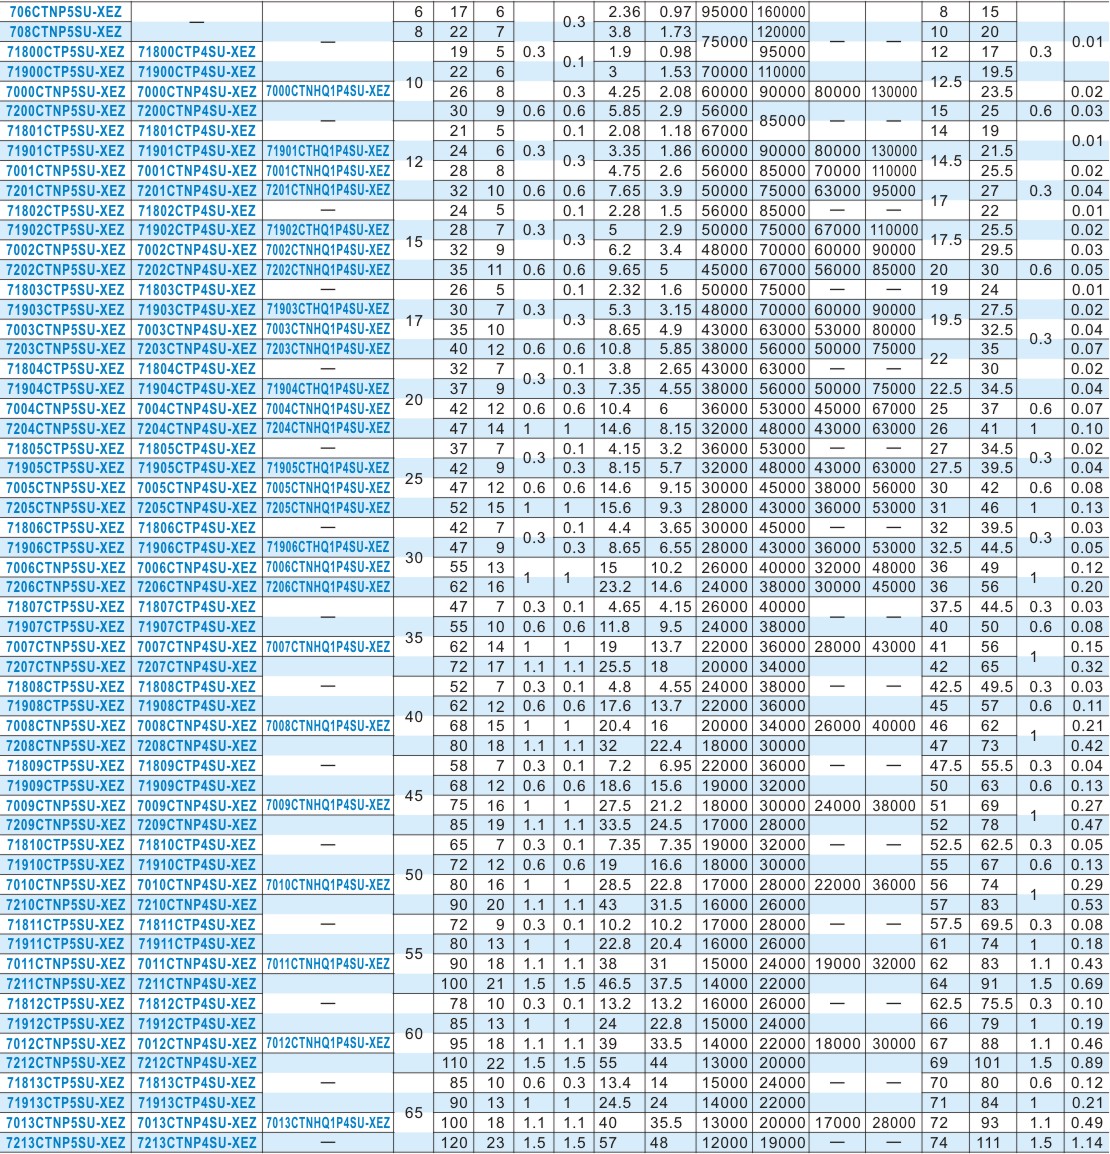 706CTNP5SU-XEZ — 6 17 6 0.3 2.36 0.97 95000 160000 8 15
708CTNP5SU-XEZ — 8 22 7 3.8 1.73 75000 120000 — — 10 20 0.01
71800CTP5SU-XEZ 71800CTP4SU-XEZ 10 19 5 0.3 0.1 1.9 0.98 95000 12 17 0.3
71900CTP5SU-XEZ 71900CTP4SU-XEZ 22 6 3 1.53 70000 110000 12.5 19.5
7000CTNP5SU-XEZ 7000CTNP4SU-XEZ 7000CTNHQ1P4SU-XEZ 26 8 0.3 4.25 2.08 60000 90000 80000 130000 23.5 0.02
7200CTNP5SU-XEZ 7200CTNP4SU-XEZ — 30 9 0.6 0.6 5.85 2.9 56000 85000 — — 15 25 0.6 0.03
71801CTP5SU-XEZ 71801CTP4SU-XEZ 12 21 5 0.3 0.1 2.08 1.18 67000 14 19 0.01
71901CTP5SU-XEZ 71901CTP4SU-XEZ 71901CTHQ1P4SU-XEZ 24 6 0.3 3.35 1.86 60000 90000 80000 130000 14.5 21.5
7001CTNP5SU-XEZ 7001CTNP4SU-XEZ 7001CTNHQ1P4SU-XEZ 28 8 4.75 2.6 56000 85000 70000 110000 25.5 0.02
7201CTNP5SU-XEZ 7201CTNP4SU-XEZ 7201CTNHQ1P4SU-XEZ 32 10 0.6 0.6 7.65 3.9 50000 75000 63000 95000 17 27 0.3 0.04
71802CTP5SU-XEZ 71802CTP4SU-XEZ — 15 24 5 0.3 0.1 2.28 1.5 56000 85000 — — 22 0.01
71902CTP5SU-XEZ 71902CTP4SU-XEZ 71902CTHQ1P4SU-XEZ 28 7 0.3 5 2.9 50000 75000 67000 110000 17.5 25.5 0.02
7002CTNP5SU-XEZ 7002CTNP4SU-XEZ 7002CTNHQ1P4SU-XEZ 32 9 6.2 3.4 48000 70000 60000 90000 29.5 0.03
7202CTNP5SU-XEZ 7202CTNP4SU-XEZ 7202CTNHQ1P4SU-XEZ 35 11 0.6 0.6 9.65 5 45000 67000 56000 85000 20 30 0.6 0.05
71803CTP5SU-XEZ 71803CTP4SU-XEZ — 17 26 5 0.3 0.1 2.32 1.6 50000 75000 — — 19 24 0.3 0.01
71903CTP5SU-XEZ 71903CTP4SU-XEZ 71903CTHQ1P4SU-XEZ 30 7 0.3 5.3 3.15 48000 70000 60000 90000 19.5 27.5 0.02
7003CTNP5SU-XEZ 7003CTNP4SU-XEZ 7003CTNHQ1P4SU-XEZ 35 10 8.65 4.9 43000 63000 53000 80000 32.5 0.04
7203CTNP5SU-XEZ 7203CTNP4SU-XEZ 7203CTNHQ1P4SU-XEZ 40 12 0.6 0.6 10.8 5.85 38000 56000 50000 75000 22 35 0.07
71804CTP5SU-XEZ 71804CTP4SU-XEZ — 20 32 7 0.3 0.1 3.8 2.65 43000 63000 — — 30 0.02
71904CTP5SU-XEZ 71904CTP4SU-XEZ 71904CTHQ1P4SU-XEZ 37 9 0.3 7.35 4.55 38000 56000 50000 75000 22.5 34.5 0.04
7004CTNP5SU-XEZ 7004CTNP4SU-XEZ 7004CTNHQ1P4SU-XEZ 42 12 0.6 0.6 10.4 6 36000 53000 45000 67000 25 37 0.6 0.07
7204CTNP5SU-XEZ 7204CTNP4SU-XEZ 7204CTNHQ1P4SU-XEZ 47 14 1 1 14.6 8.15 32000 48000 43000 63000 26 41 1 0.10
71805CTP5SU-XEZ 71805CTP4SU-XEZ — 25 37 7 0.3 0.1 4.15 3.2 36000 53000 — — 27 34.5 0.3 0.02
71905CTP5SU-XEZ 71905CTP4SU-XEZ 71905CTHQ1P4SU-XEZ 42 9 0.3 8.15 5.7 32000 48000 43000 63000 27.5 39.5 0.04
7005CTNP5SU-XEZ 7005CTNP4SU-XEZ 7005CTNHQ1P4SU-XEZ 47 12 0.6 0.6 14.6 9.15 30000 45000 38000 56000 30 42 0.6 0.08
7205CTNP5SU-XEZ 7205CTNP4SU-XEZ 7205CTNHQ1P4SU-XEZ 52 15 1 1 15.6 9.3 28000 43000 36000 53000 31 46 1 0.13
71806CTP5SU-XEZ 71806CTP4SU-XEZ — 30 42 7 0.3 0.1 4.4 3.65 30000 45000 — — 32 39.5 0.3 0.03
71906CTP5SU-XEZ 71906CTP4SU-XEZ 71906CTHQ1P4SU-XEZ 47 9 0.3 8.65 6.55 28000 43000 36000 53000 32.5 44.5 0.05
7006CTNP5SU-XEZ 7006CTNP4SU-XEZ 7006CTNHQ1P4SU-XEZ 55 13 1 1 15 10.2 26000 40000 32000 48000 36 49 1 0.12
7206CTNP5SU-XEZ 7206CTNP4SU-XEZ 7206CTNHQ1P4SU-XEZ 62 16 23.2 14.6 24000 38000 30000 45000 36 56 0.20
71807CTP5SU-XEZ 71807CTP4SU-XEZ — 35 47 7 0.3 0.1 4.65 4.15 26000 40000 — — 37.5 44.5 0.3 0.03
71907CTP5SU-XEZ 71907CTP4SU-XEZ 55 10 0.6 0.6 11.8 9.5 24000 38000 40 50 0.6 0.08
7007CTNP5SU-XEZ 7007CTNP4SU-XEZ 7007CTNHQ1P4SU-XEZ 62 14 1 1 19 13.7 22000 36000 28000 43000 41 56 1 0.15
7207CTNP5SU-XEZ 7207CTNP4SU-XEZ 72 17 1.1 1.1 25.5 18 20000 34000 42 65 0.32
71808CTP5SU-XEZ 71808CTP4SU-XEZ — 40 52 7 0.3 0.1 4.8 4.55 24000 38000 — — 42.5 49.5 0.3 0.03
71908CTP5SU-XEZ 71908CTP4SU-XEZ 62 12 0.6 0.6 17.6 13.7 22000 36000 45 57 0.6 0.11
7008CTNP5SU-XEZ 7008CTNP4SU-XEZ 7008CTNHQ1P4SU-XEZ 68 15 1 1 20.4 16 20000 34000 26000 40000 46 62 1 0.21
7208CTNP5SU-XEZ 7208CTNP4SU-XEZ 80 18 1.1 1.1 32 22.4 18000 30000 47 73 0.42
71809CTP5SU-XEZ 71809CTP4SU-XEZ — 45 58 7 0.3 0.1 7.2 6.95 22000 36000 — — 47.5 55.5 0.3 0.04
71909CTP5SU-XEZ 71909CTP4SU-XEZ 68 12 0.6 0.6 18.6 15.6 19000 32000 50 63 0.6 0.13
7009CTNP5SU-XEZ 7009CTNP4SU-XEZ 7009CTNHQ1P4SU-XEZ 75 16 1 1 27.5 21.2 18000 30000 24000 38000 51 69 1 0.27
7209CTNP5SU-XEZ 7209CTNP4SU-XEZ 85 19 1.1 1.1 33.5 24.5 17000 28000 52 78 0.47
71810CTP5SU-XEZ 71810CTP4SU-XEZ — 50 65 7 0.3 0.1 7.35 7.35 19000 32000 — — 52.5 62.5 0.3 0.05
71910CTP5SU-XEZ 71910CTP4SU-XEZ 72 12 0.6 0.6 19 16.6 18000 30000 55 67 0.6 0.13
7010CTNP5SU-XEZ 7010CTNP4SU-XEZ 7010CTNHQ1P4SU-XEZ 80 16 1 1 28.5 22.8 17000 28000 22000 36000 56 74 1 0.29
7210CTNP5SU-XEZ 7210CTNP4SU-XEZ 90 20 1.1 1.1 43 31.5 16000 26000 57 83 0.53
71811CTP5SU-XEZ 71811CTP4SU-XEZ — 55 72 9 0.3 0.1 10.2 10.2 17000 28000 — — 57.5 69.5 0.3 0.08
71911CTP5SU-XEZ 71911CTP4SU-XEZ 80 13 1 1 22.8 20.4 16000 26000 61 74 1 0.18
7011CTNP5SU-XEZ 7011CTNP4SU-XEZ 7011CTNHQ1P4SU-XEZ 90 18 1.1 1.1 38 31 15000 24000 19000 32000 62 83 1.1 0.43
7211CTNP5SU-XEZ 7211CTNP4SU-XEZ 100 21 1.5 1.5 46.5 37.5 14000 22000 64 91 1.5 0.69
71812CTP5SU-XEZ 71812CTP4SU-XEZ — 60 78 10 0.3 0.1 13.2 13.2 16000 26000 — — 62.5 75.5 0.3 0.10
71912CTP5SU-XEZ 71912CTP4SU-XEZ 85 13 1 1 24 22.8 15000 24000 66 79 1 0.19
7012CTNP5SU-XEZ 7012CTNP4SU-XEZ 7012CTNHQ1P4SU-XEZ 95 18 1.1 1.1 39 33.5 14000 22000 18000 30000 67 88 1.1 0.46
7212CTNP5SU-XEZ 7212CTNP4SU-XEZ 110 22 1.5 1.5 55 44 13000 20000 69 101 1.5 0.89
71813CTP5SU-XEZ 71813CTP4SU-XEZ — 65 85 10 0.6 0.3 13.4 14 15000 24000 — — 70 80 0.6 0.12
71913CTP5SU-XEZ 71913CTP4SU-XEZ 90 13 1 1 24.5 24 14000 22000 71 84 1 0.21
7013CTNP5SU-XEZ 7013CTNP4SU-XEZ 7013CTNHQ1P4SU-XEZ 100 18 1.1 1.1 40 35.5 13000 20000 17000 28000 72 93 1.1 0.49
7213CTNP5SU-XEZ 7213CTNP4SU-XEZ — 120 23 1.5 1.5 57 48 12000 19000 — — 74 111 1.5 1.14